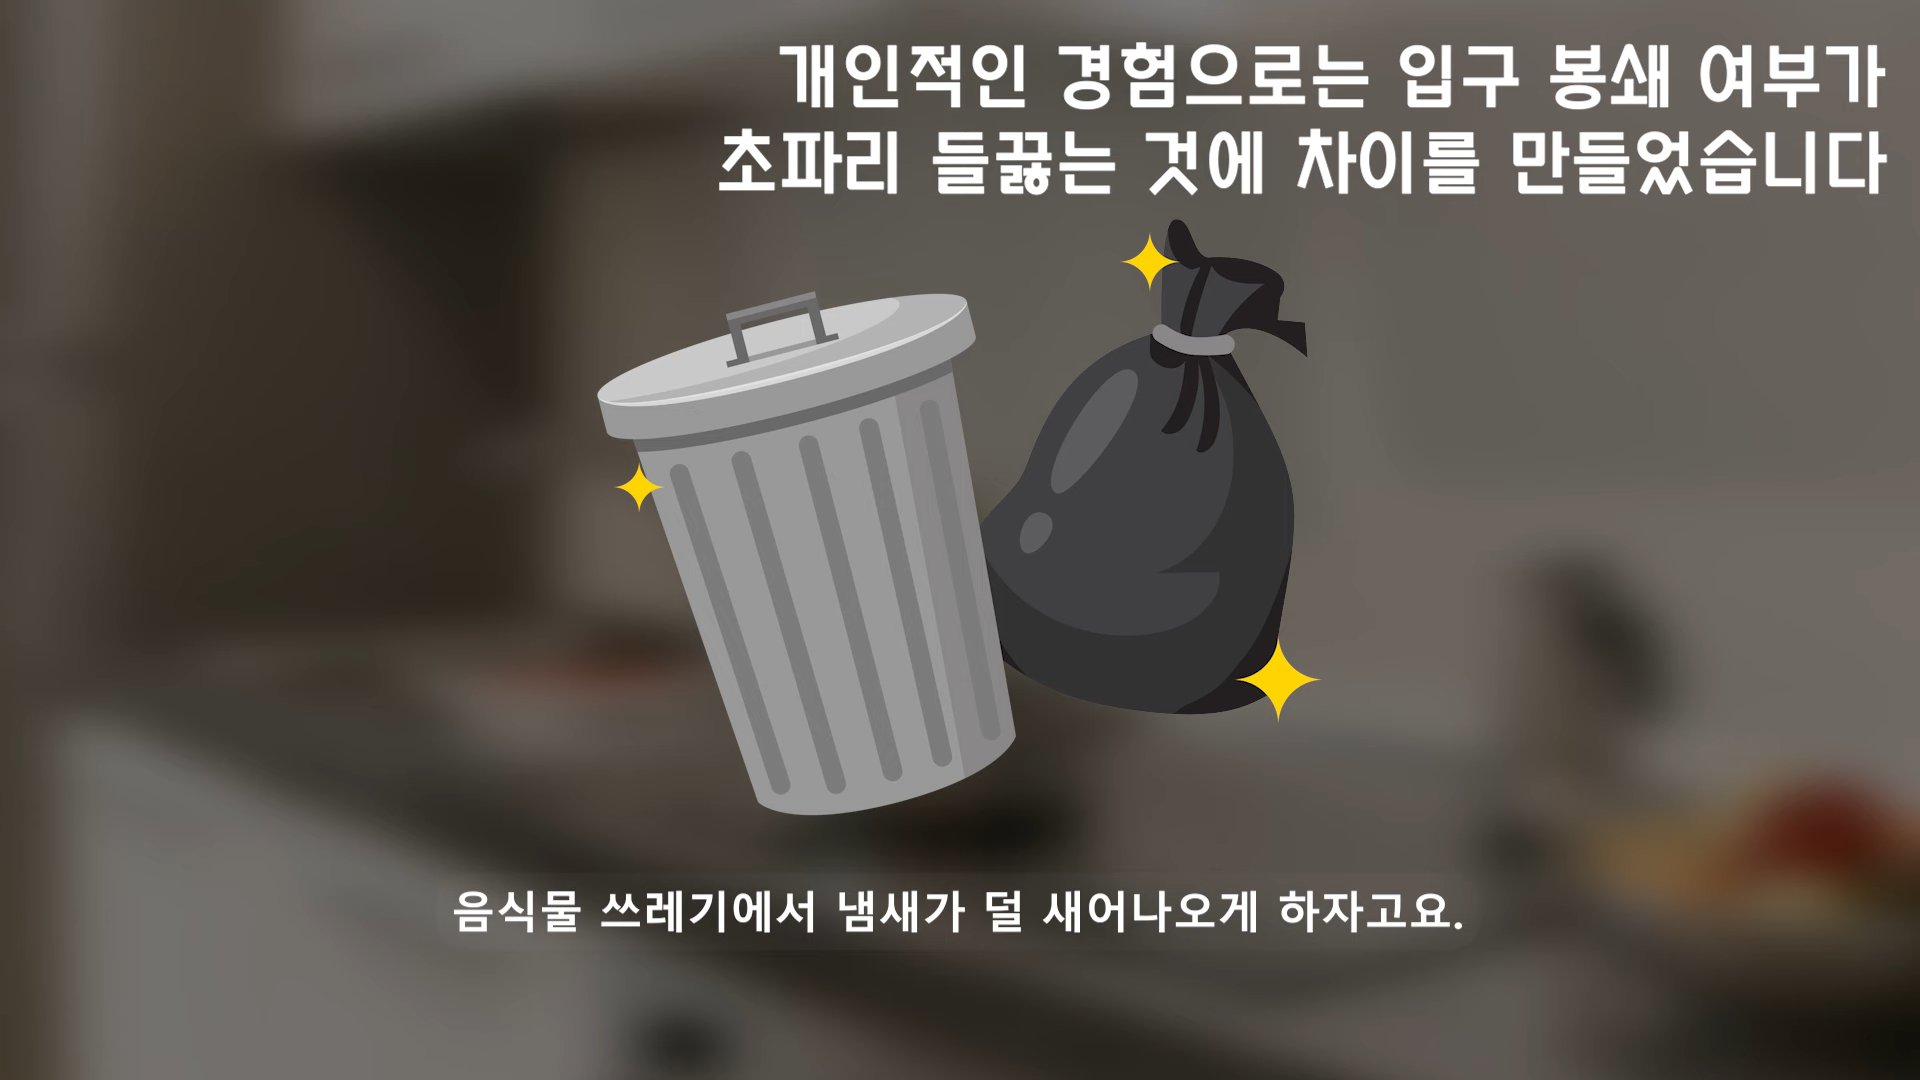 개인적인 경험으로는 입구 봉쇄 여부가
초파리 들끓는 것에 차이를 만들었습니다
음식물 쓰레기에서 냄새가 덜 새어나오게 하자고요.